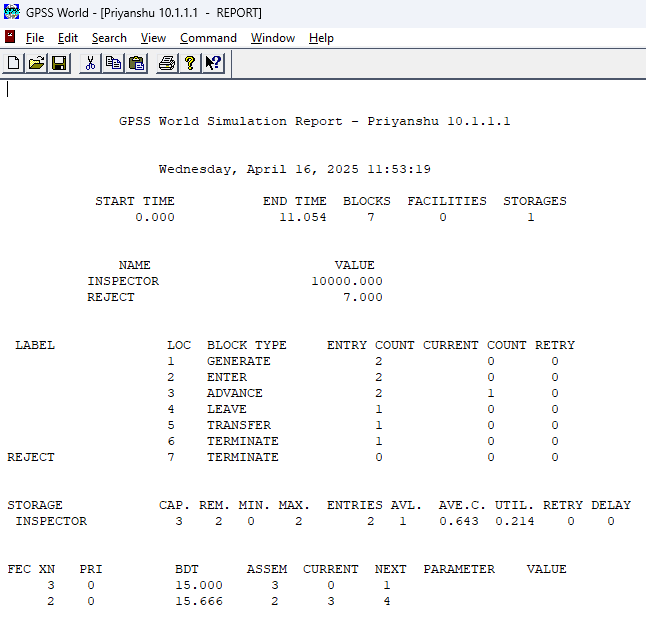 GPSS World - [Priyanshu 10.1.1.1 - REPORT]
File Edit Search View Command Window Help
GPSS World Simulation Report - Priyanshu 10.1.1.1
Wednesday, April 16, 2025 11:53:19
START TIME END TIME BLOCKS FACILITIES STORAGES
0.000 11.054 7 0 1
NAME VALUE
INSPECTOR 10000.000
REJECT 7.000
LABEL LOC BLOCK TYPE ENTRY COUNT CURRENT COUNT RETRY
1 GENERATE 2 0 0
2 ENTER 2 0 0
3 ADVANCE 2 1 0
4 LEAVE 1 0 0
5 TRANSFER 1 0 0
6 TERMINATE 1 0 0
REJECT 7 TERMINATE 0 0 0
STORAGE CAP. REM. MIN. MAX. ENTRIES AVL. AVE.C. UTIL. RETRY DELAY
INSPECTOR 3 2 0 2 2 1 0.643 0.214 0 0
FEC XN PRI BDT ASSEM CURRENT NEXT PARAMETER VALUE
3 0 15.000 3 0 1
2 0 15.666 2 3 4